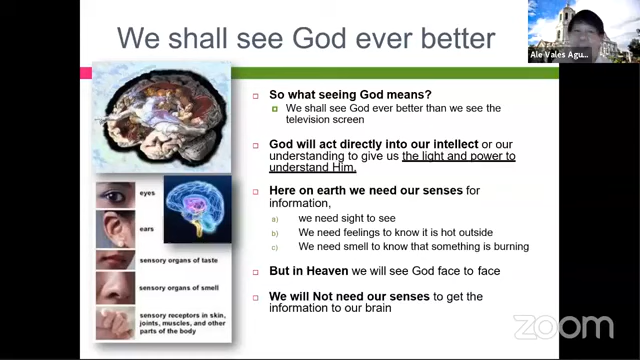 We shall see God ever better
Ale Vales Agu...
So what seeing God means?
We shall see God ever better than we see the
television screen
God will act directly into our intellect or our
understanding to give us the light and power to
understand Him.
Here on earth we need our senses for
information,
a) we need sight to see
b) We need feelings to know it is hot outside
c) We need smell to know that something is burning
But in Heaven we will see God face to face
We will Not need our senses to get the
information to our brain
eyes
ears
sensory organs of taste
sensory organs of smell
sensory receptors in skin,
joints, muscles, and other
parts of the body
zoom